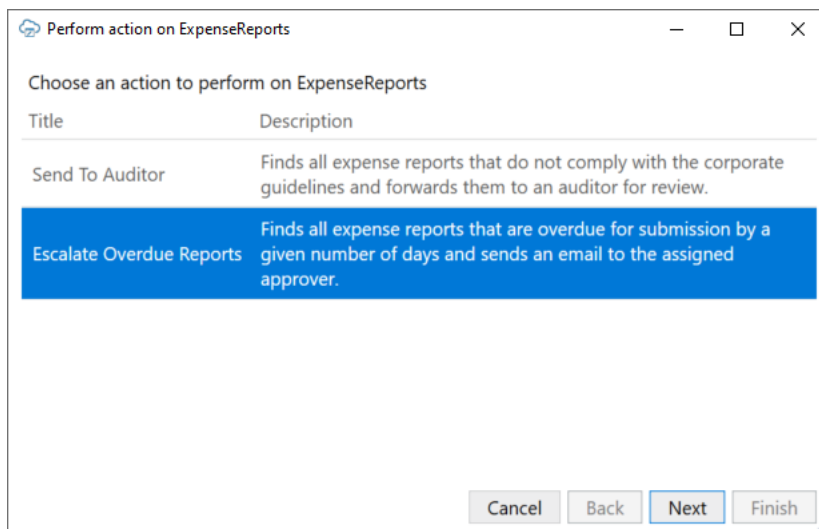 Perform action on ExpenseReports
Choose an action to perform on ExpenseReports
Title Description
Send To Auditor
Finds all expense reports that do not comply with the corporate
guidelines and forwards them to an auditor for review.
Escalate Overdue Reports
Finds all expense reports that are overdue for submission by a
given number of days and sends an email to the assigned
approver.
Cancel Back Next Finish